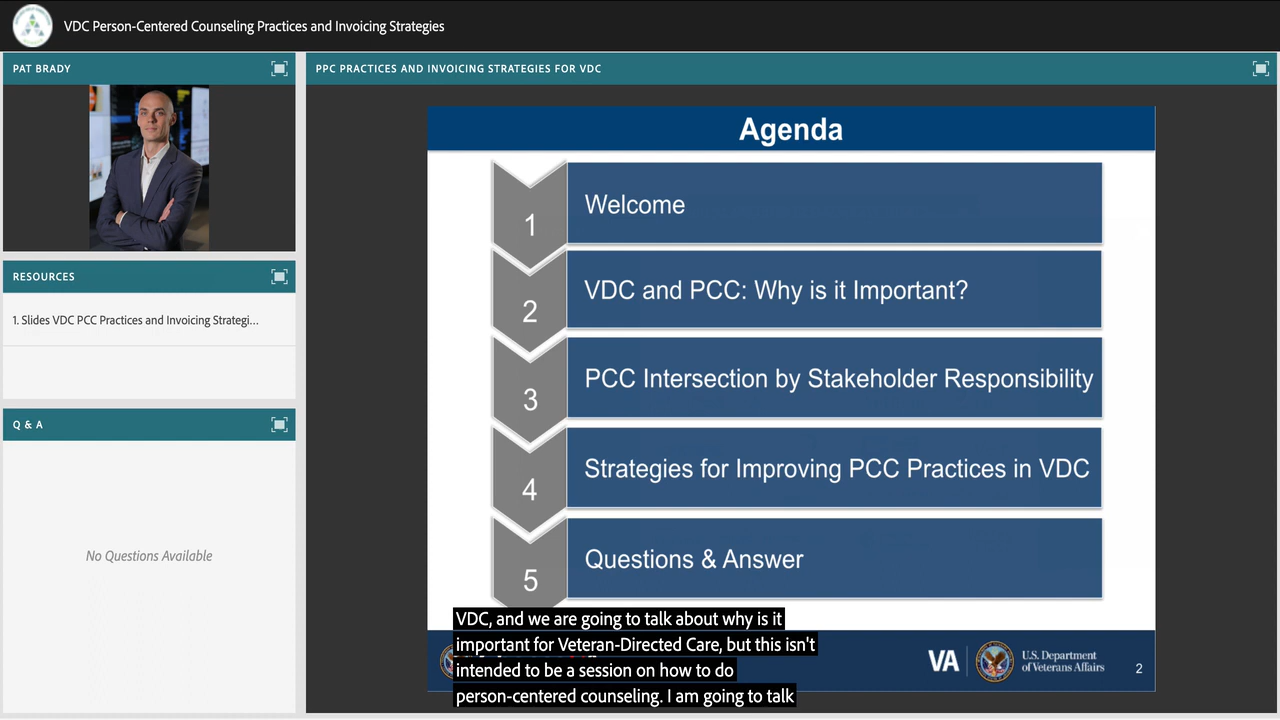 VDC Person-Centered Counseling Practices and Invoicing Strategies
PAT BRADY
RESOURCES
1. Slides VDC PCC Practices and Invoicing Strategi...
Q & A
No Questions Available
PPC PRACTICES AND INVOICING STRATEGIES FOR VDC
Agenda
1
Welcome
2
VDC and PCC: Why is it Important?
3
PCC Intersection by Stakeholder Responsibility
4
Strategies for Improving PCC Practices in VDC
5
Questions & Answer
VDC, and we are going to talk about why is it
important for Veteran-Directed Care, but this isn't
intended to be a session on how to do
person-centered counseling. I am going to talk
VA
U.S. Department
of Veterans Affairs
2